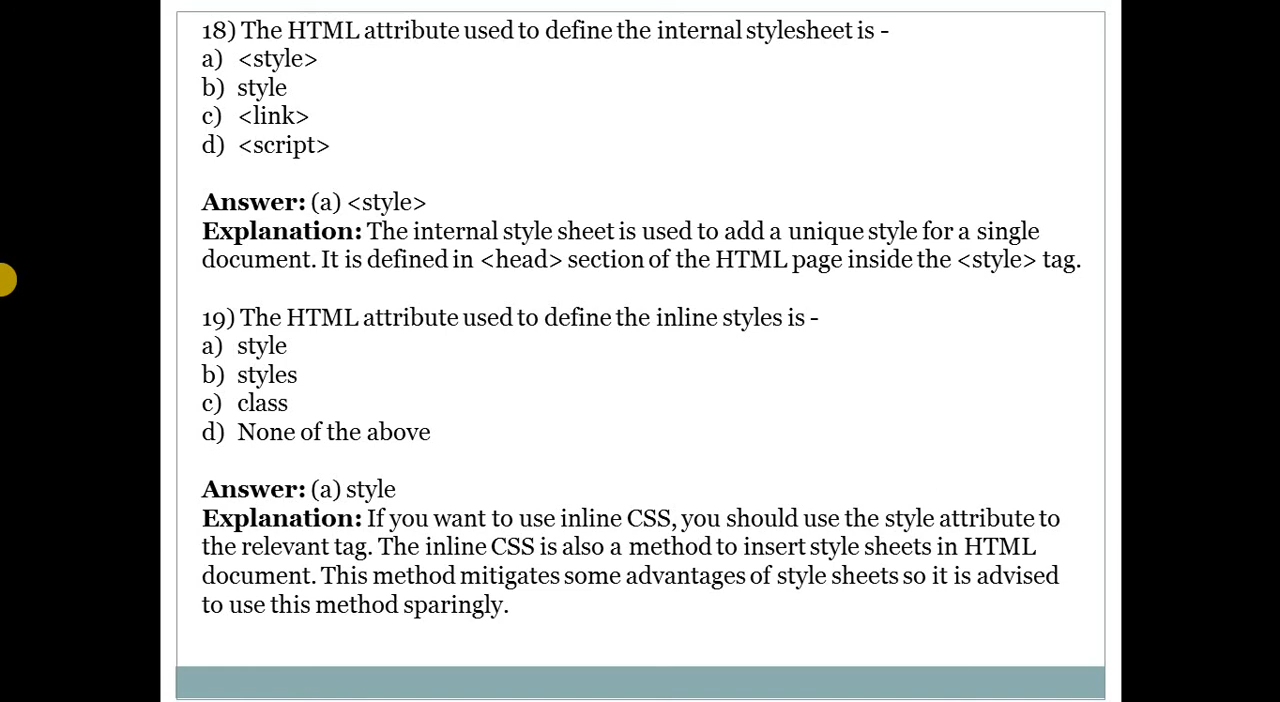 18) The HTML attribute used to define the internal stylesheet is -
a) <style>
b) style
c) <link>
d) <script>
Answer: (a) <style>
Explanation: The internal style sheet is used to add a unique style for a single
document. It is defined in <head> section of the HTML page inside the <style> tag.
19) The HTML attribute used to define the inline styles is -
a) style
b) styles
c) class
d) None of the above
Answer: (a) style
Explanation: If you want to use inline CSS, you should use the style attribute to
the relevant tag. The inline CSS is also a method to insert style sheets in HTML
document. This method mitigates some advantages of style sheets so it is advised
to use this method sparingly.